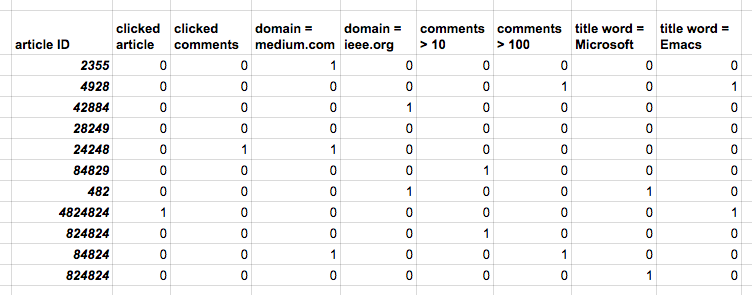 article ID	clicked article	clicked comments	domain = medium.com	domain = ieee.org	comments > 10	comments > 100	title word = Microsoft	title word = Emacs
2355	0	0	1	0	0	0	0	0
4928	0	0	0	0	0	1	0	1
42884	0	0	0	1	0	0	0	0
28249	0	0	0	0	0	0	0	0
24248	0	1	1	0	0	0	0	0
84829	0	0	0	0	1	0	0	0
482	0	0	0	1	0	0	1	0
4824824	1	0	0	0	0	0	0	1
824824	0	0	0	0	1	0	0	0
84824	0	0	1	0	0	1	0	0
824824	0	0	0	0	0	0	1	0